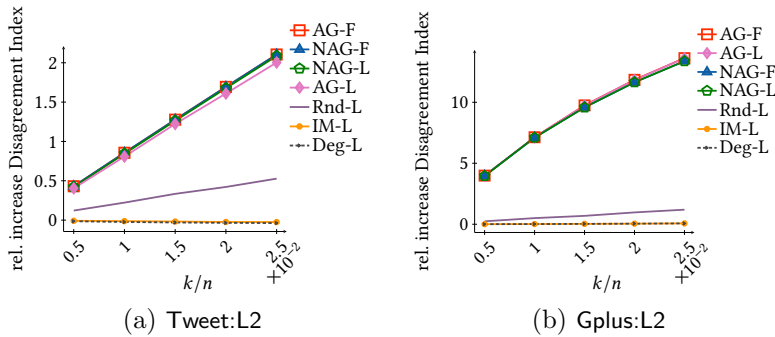 rel. increase Disagreement Index
2
1.5
1
0.5
0
0.5
1
1.5
2
2.5
×10⁻²
k/n
AG-F
NAG-F
NAG-L
AG-L
Rnd-L
IM-L
Deg-L
(a) Tweet:L2
rel. increase Disagreement Index
10
5
0
0.5
1
1.5
2
2.5
×10⁻²
k/n
AG-F
AG-L
NAG-F
NAG-L
Rnd-L
IM-L
Deg-L
(b) Gplus:L2